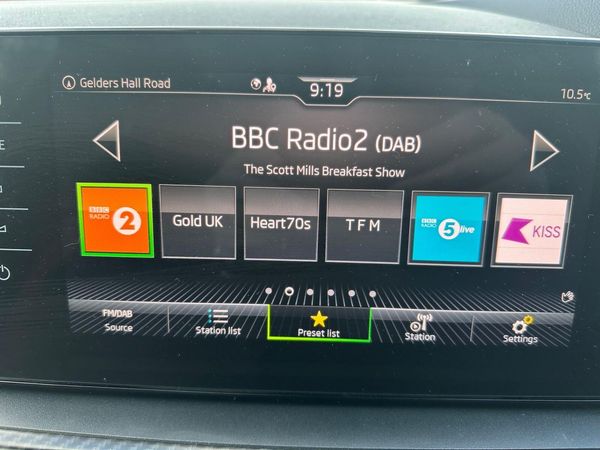 Gelders Hall Road
9:19
10.5°C
BBC Radio2 (DAB)
The Scott Mills Breakfast Show
BBC
RADIO
2
Gold UK
Heart70s
T F M
BBC
RADIO
5 live
KISS
FM/DAB
Source
Station list
Preset list
Station
Settings